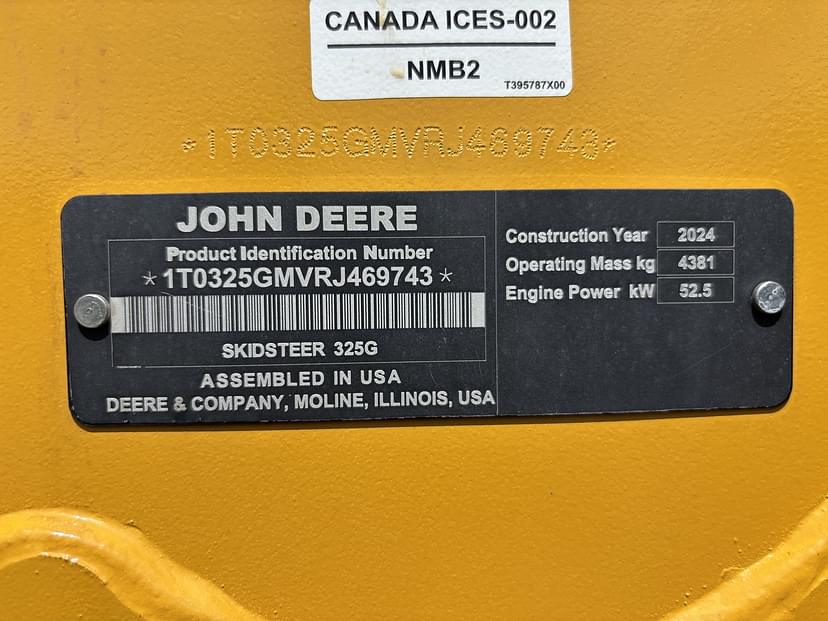 CANADA ICES-002
NMB2
T395787X00
*1T0325GMVRJ469743*
JOHN DEERE
Product Identification Number
*1T0325GMVRJ469743*
SKIDSTEER 325G
ASSEMBLED IN USA
DEERE & COMPANY, MOLINE, ILLINOIS, USA
Construction Year 2024
Operating Mass kg 4381
Engine Power kW 52.5